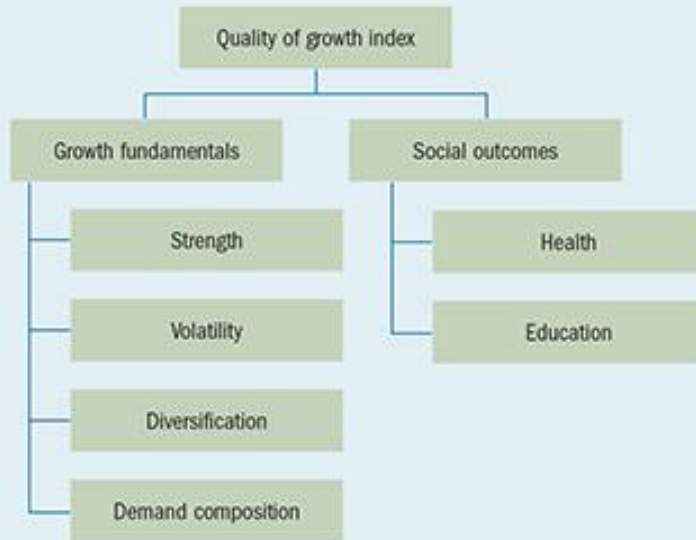 Quality of growth index
Growth fundamentals
Social outcomes
Strength
Health
Volatility
Education
Diversification
Demand composition